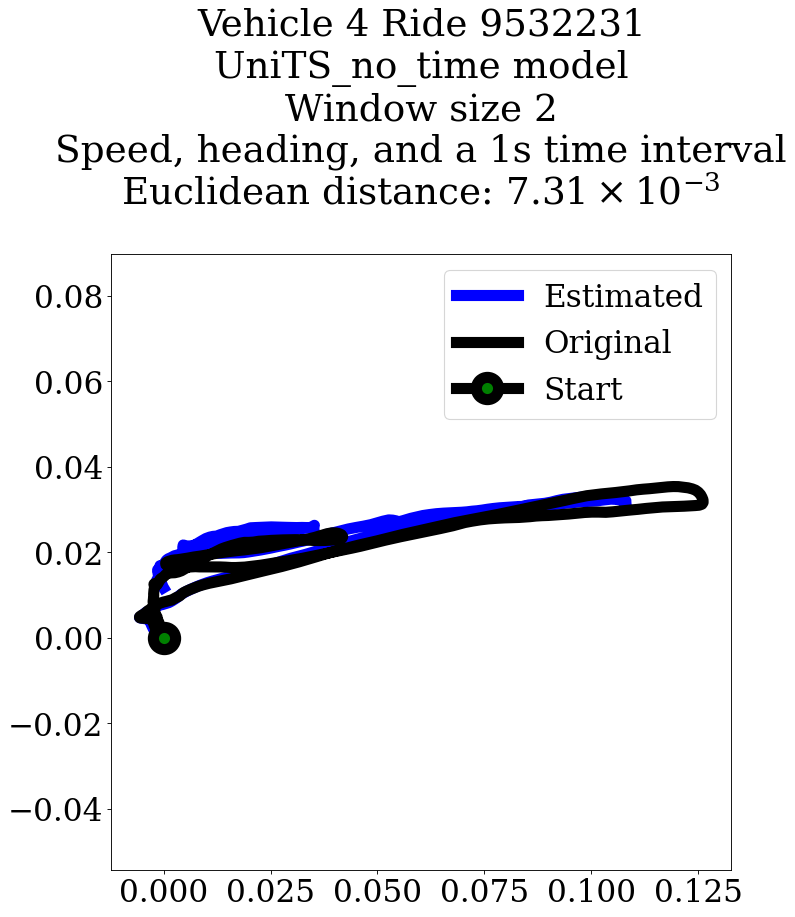 Vehicle 4 Ride 9532231
UniTS_no_time model
Window size 2
Speed, heading, and a 1s time interval
Euclidean distance: 7.31 × 10⁻³
Estimated
Original
Start
0.08
0.06
0.04
0.02
0.00
−0.02
−0.04
0.000 0.025 0.050 0.075 0.100 0.125